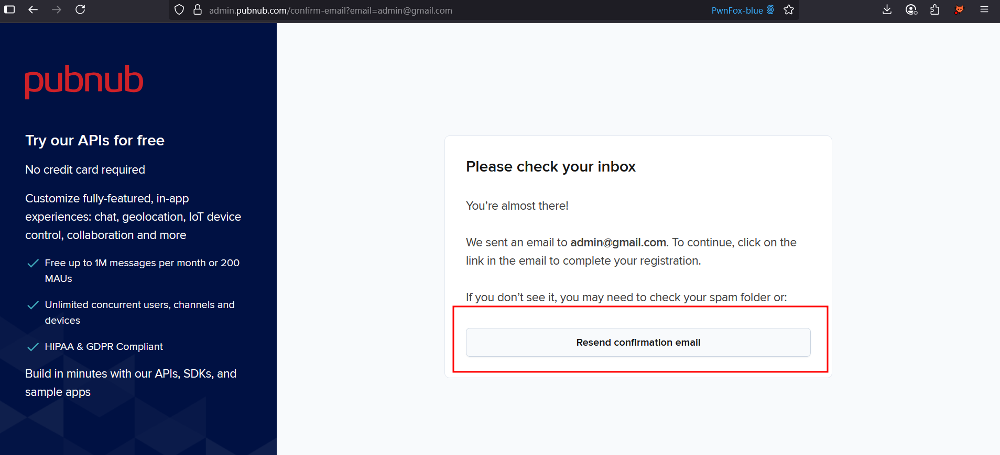 admin.pubnub.com/confirm-email?email=admin@gmail.com
PwnFox-blue
pubnub
Try our APIs for free
No credit card required
Customize fully-featured, in-app
experiences: chat, geolocation, IoT device
control, collaboration and more
Free up to 1M messages per month or 200
MAUs
Unlimited concurrent users, channels and
devices
HIPAA & GDPR Compliant
Build in minutes with our APIs, SDKs, and
sample apps
Please check your inbox
You’re almost there!
We sent an email to admin@gmail.com. To continue, click on the
link in the email to complete your registration.
If you don’t see it, you may need to check your spam folder or:
Resend confirmation email